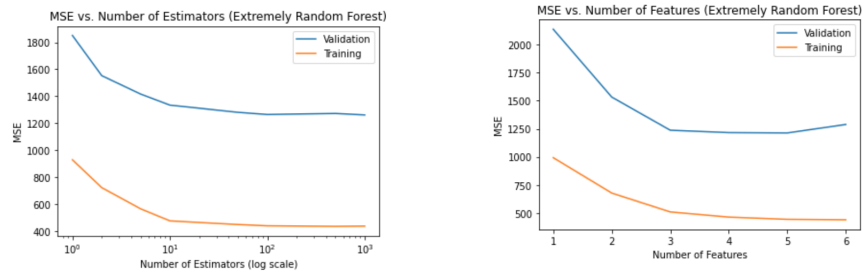 MSE vs. Number of Estimators (Extremely Random Forest)
Validation
Training
MSE
1800
1600
1400
1200
1000
800
600
400
10⁰
10¹
10²
10³
Number of Estimators (log scale)
MSE vs. Number of Features (Extremely Random Forest)
Validation
Training
MSE
2000
1750
1500
1250
1000
750
500
1 2 3 4 5 6
Number of Features